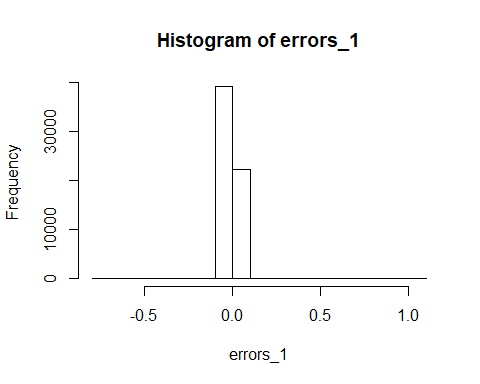 Histogram of errors_1
Frequency
30000
10000
0
-0.5 0.0 0.5 1.0
errors_1